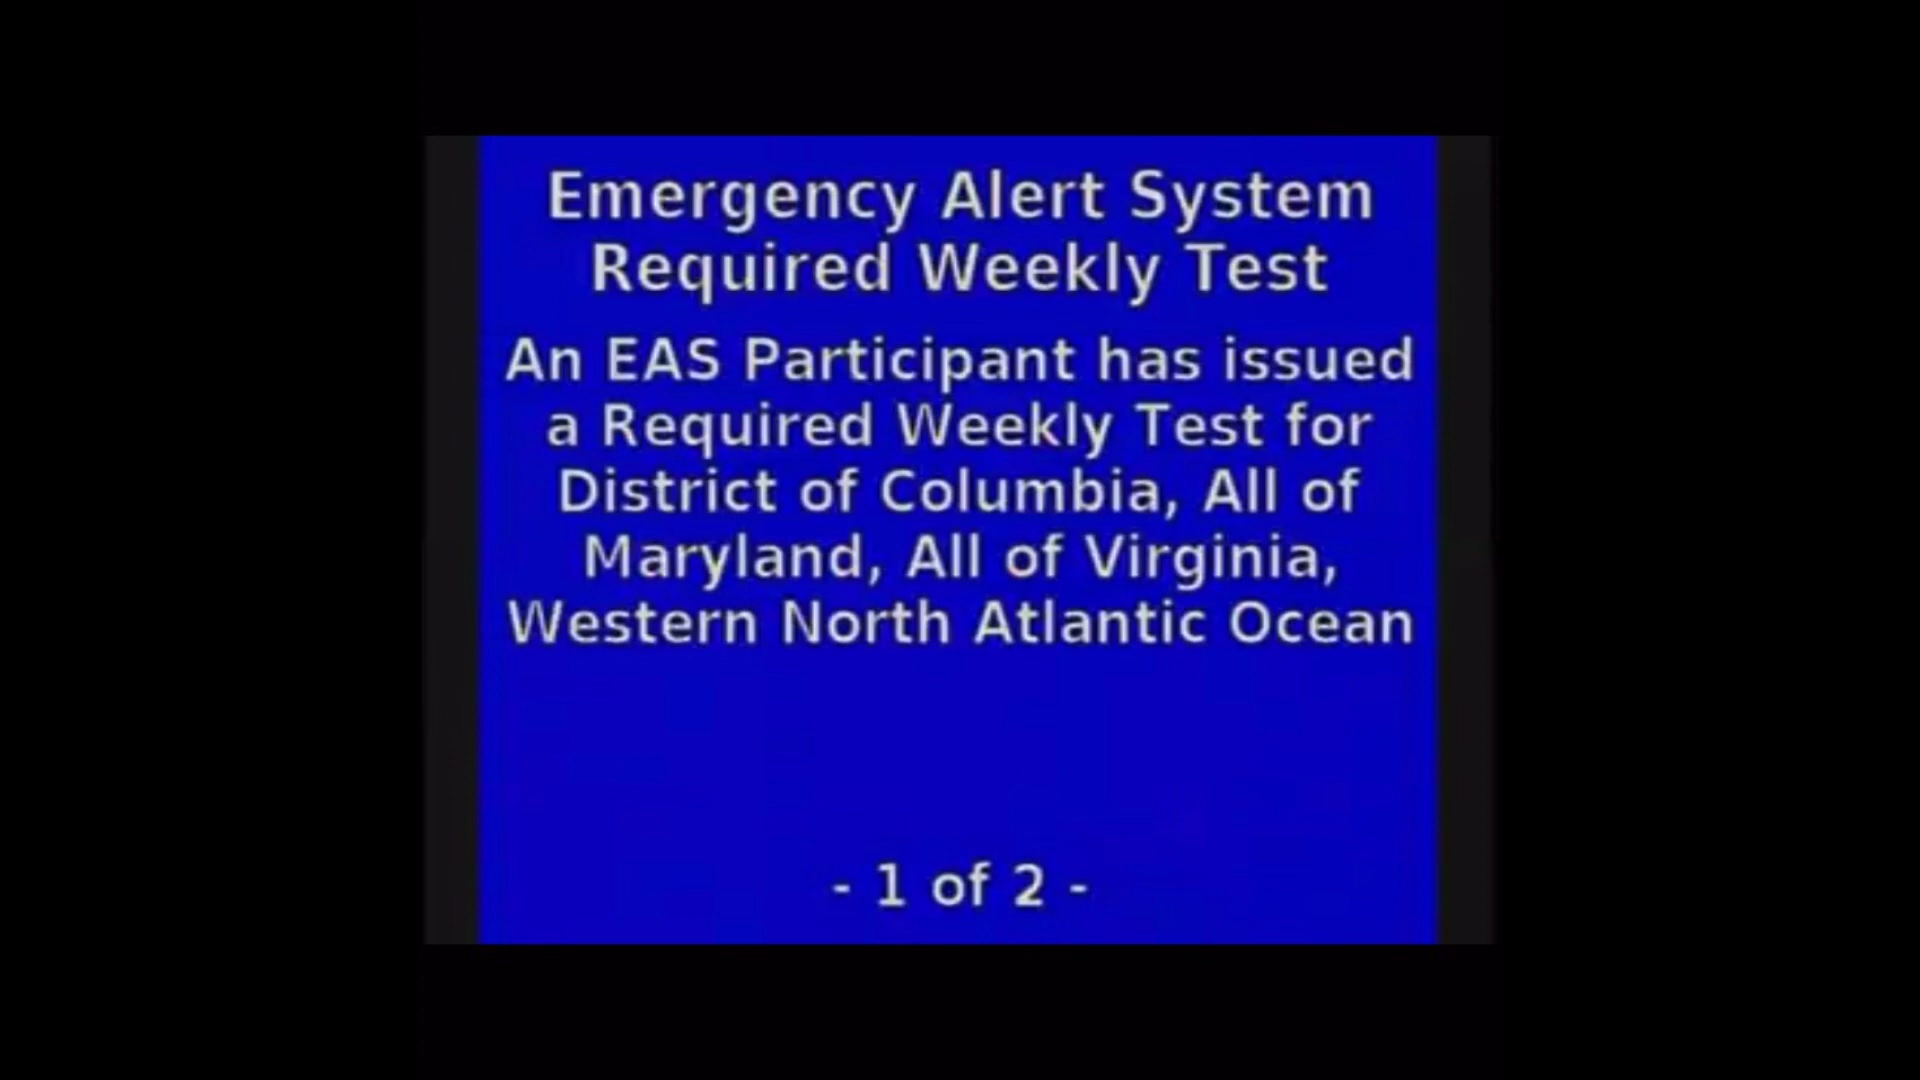 Emergency Alert System
Required Weekly Test
An EAS Participant has issued
a Required Weekly Test for
District of Columbia, All of
Maryland, All of Virginia,
Western North Atlantic Ocean
- 1 of 2 -